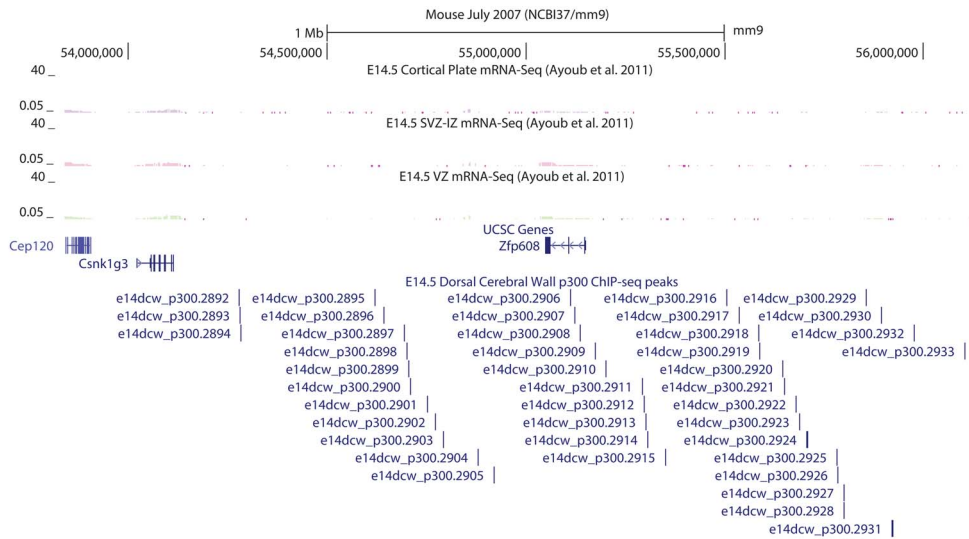 Mouse July 2007 (NCBI37/mm9)
1 Mb mm9
54,000,000 54,500,000 55,000,000 55,500,000 56,000,000
40 E14.5 Cortical Plate mRNA-Seq (Ayoub et al. 2011)
0.05
40 E14.5 SVZ-IZ mRNA-Seq (Ayoub et al. 2011)
0.05
40 E14.5 VZ mRNA-Seq (Ayoub et al. 2011)
0.05
UCSC Genes
Cep120 Zfp608
Csnk1g3
E14.5 Dorsal Cerebral Wall p300 ChIP-seq peaks
e14dcw_p300.2892 e14dcw_p300.2895 e14dcw_p300.2906 e14dcw_p300.2916 e14dcw_p300.2929
e14dcw_p300.2893 e14dcw_p300.2896 e14dcw_p300.2907 e14dcw_p300.2917 e14dcw_p300.2930
e14dcw_p300.2894 e14dcw_p300.2897 e14dcw_p300.2908 e14dcw_p300.2918 e14dcw_p300.2932
e14dcw_p300.2898 e14dcw_p300.2909 e14dcw_p300.2919 e14dcw_p300.2933
e14dcw_p300.2899 e14dcw_p300.2910 e14dcw_p300.2920
e14dcw_p300.2900 e14dcw_p300.2911 e14dcw_p300.2921
e14dcw_p300.2901 e14dcw_p300.2912 e14dcw_p300.2922
e14dcw_p300.2902 e14dcw_p300.2913 e14dcw_p300.2923
e14dcw_p300.2903 e14dcw_p300.2914 e14dcw_p300.2924
e14dcw_p300.2904 e14dcw_p300.2915 e14dcw_p300.2925
e14dcw_p300.2905 e14dcw_p300.2926
e14dcw_p300.2927
e14dcw_p300.2928
e14dcw_p300.2931